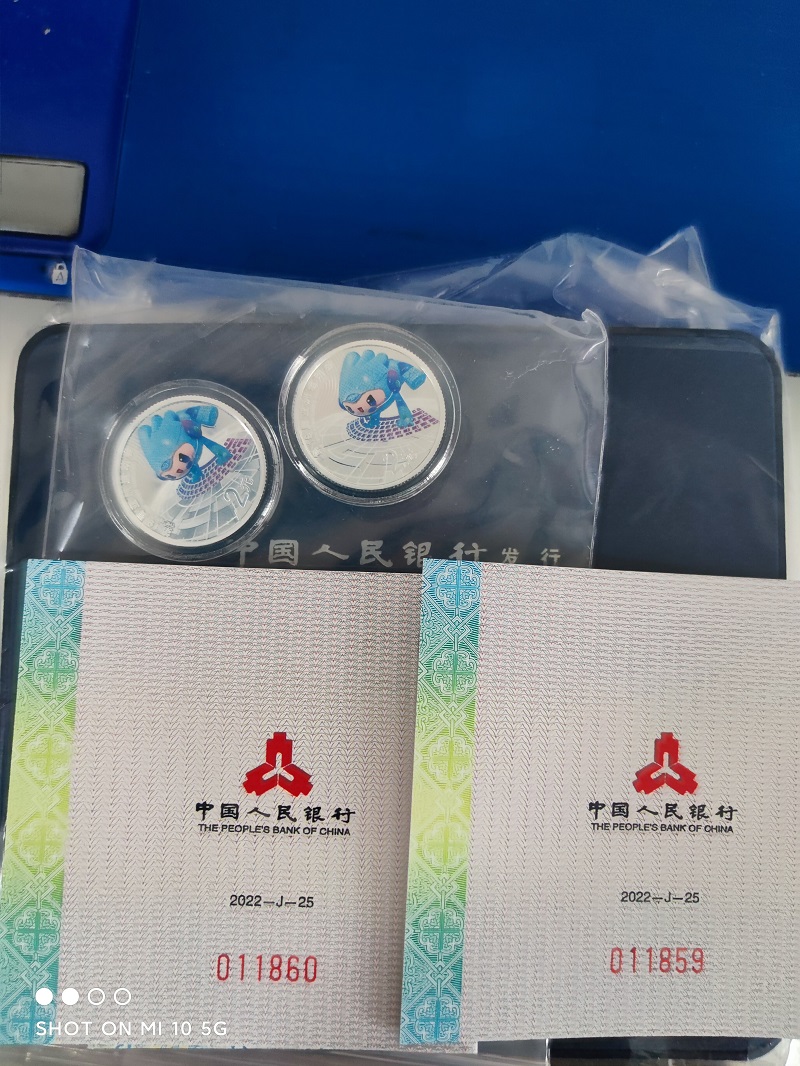 中国人民银行发行
中国人民银行
THE PEOPLE'S BANK OF CHINA
2022—J—25
011860
中国人民银行
THE PEOPLE'S BANK OF CHINA
2022—J—25
011859
SHOT ON MI 10 5G